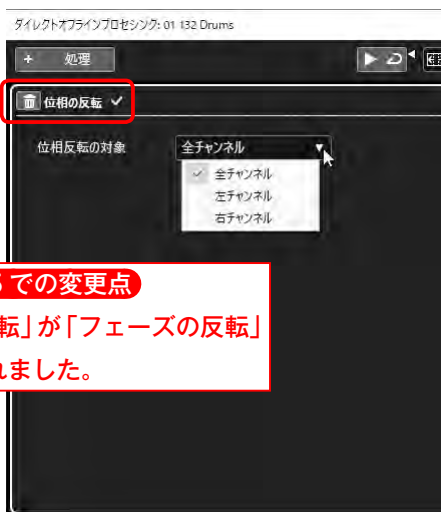 ダイレクトオフラインプロセシング: 01 132 Drums
+ 処理
位相の反転
位相反転の対象 全チャンネル
全チャンネル
左チャンネル
右チャンネル
での変更点
転」が「フェーズの反転」
ました。